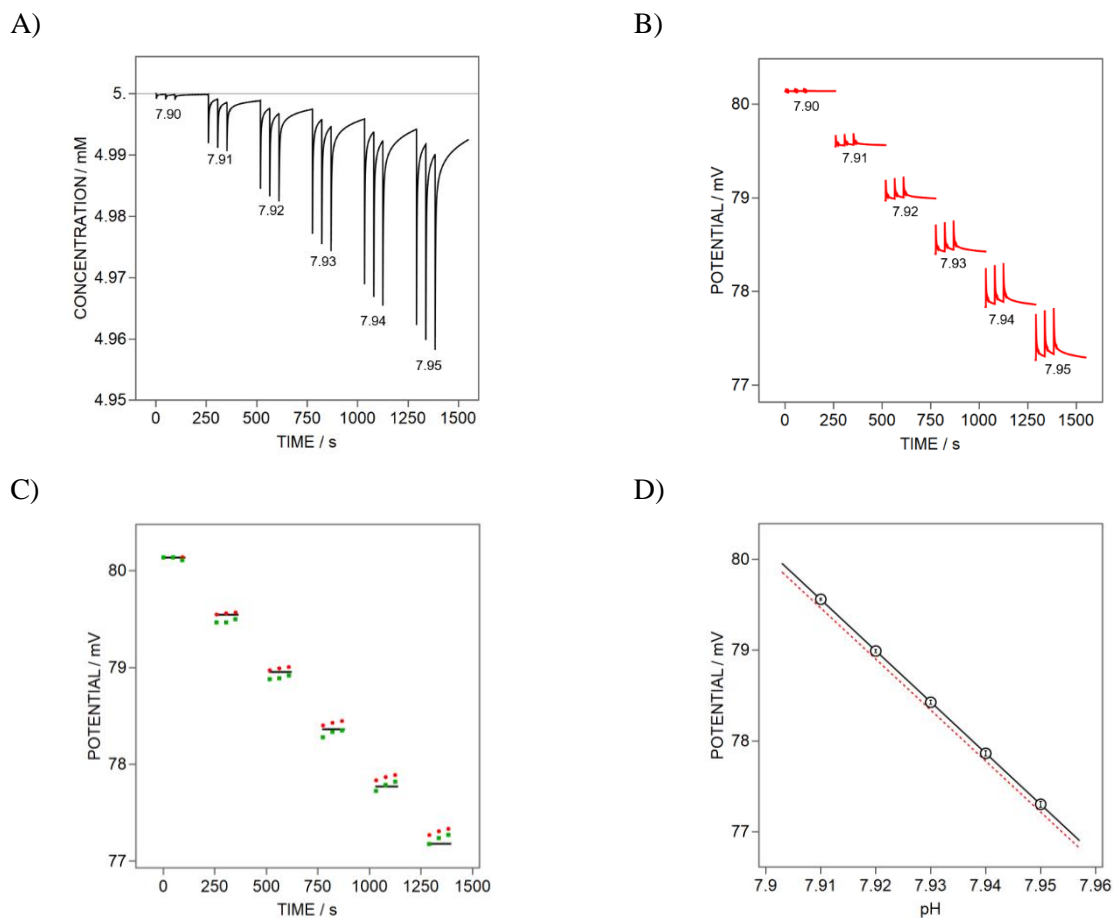 A)
B)
5.
4.99
4.98
4.97
4.96
4.95
CONCENTRATION / mM
7.90
7.91
7.92
7.93
7.94
7.95
0 250 500 750 1000 1250 1500
TIME / s
80
79
78
77
POTENTIAL / mV
7.90
7.91
7.92
7.93
7.94
7.95
0 250 500 750 1000 1250 1500
TIME / s
C)
D)
80
79
78
77
POTENTIAL / mV
0 250 500 750 1000 1250 1500
TIME / s
80
79
78
77
POTENTIAL / mV
7.9 7.91 7.92 7.93 7.94 7.95 7.96
pH